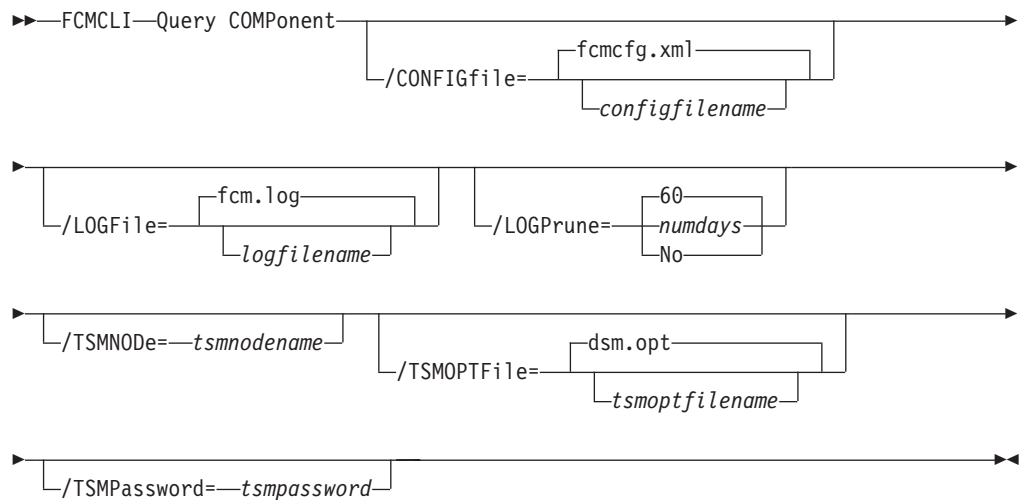 FCMCLI Query COMPonent
fcmcfg.xml
/CONFIGfile=
configfilename
fcm.log
60
/LOGFile=
/LOGPrune=
numdays
logfilename
No
dsm.opt
/TSMNODe= tsmnodename
/TSMOPTFile=
tsmoptfilename
/TSMPassword= tsmpassword